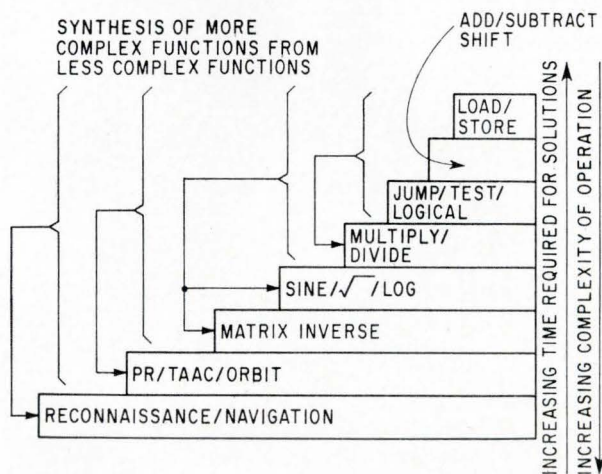 SYNTHESIS OF MORE
COMPLEX FUNCTIONS FROM
LESS COMPLEX FUNCTIONS
ADD/SUBTRACT
SHIFT
LOAD/
STORE
JUMP/TEST/
LOGICAL
MULTIPLY/
DIVIDE
SINE/√ /LOG
MATRIX INVERSE
PR/TAAC/ORBIT
RECONNAISSANCE/NAVIGATION
INCREASING TIME REQUIRED FOR SOLUTIONS
INCREASING COMPLEXITY OF OPERATION